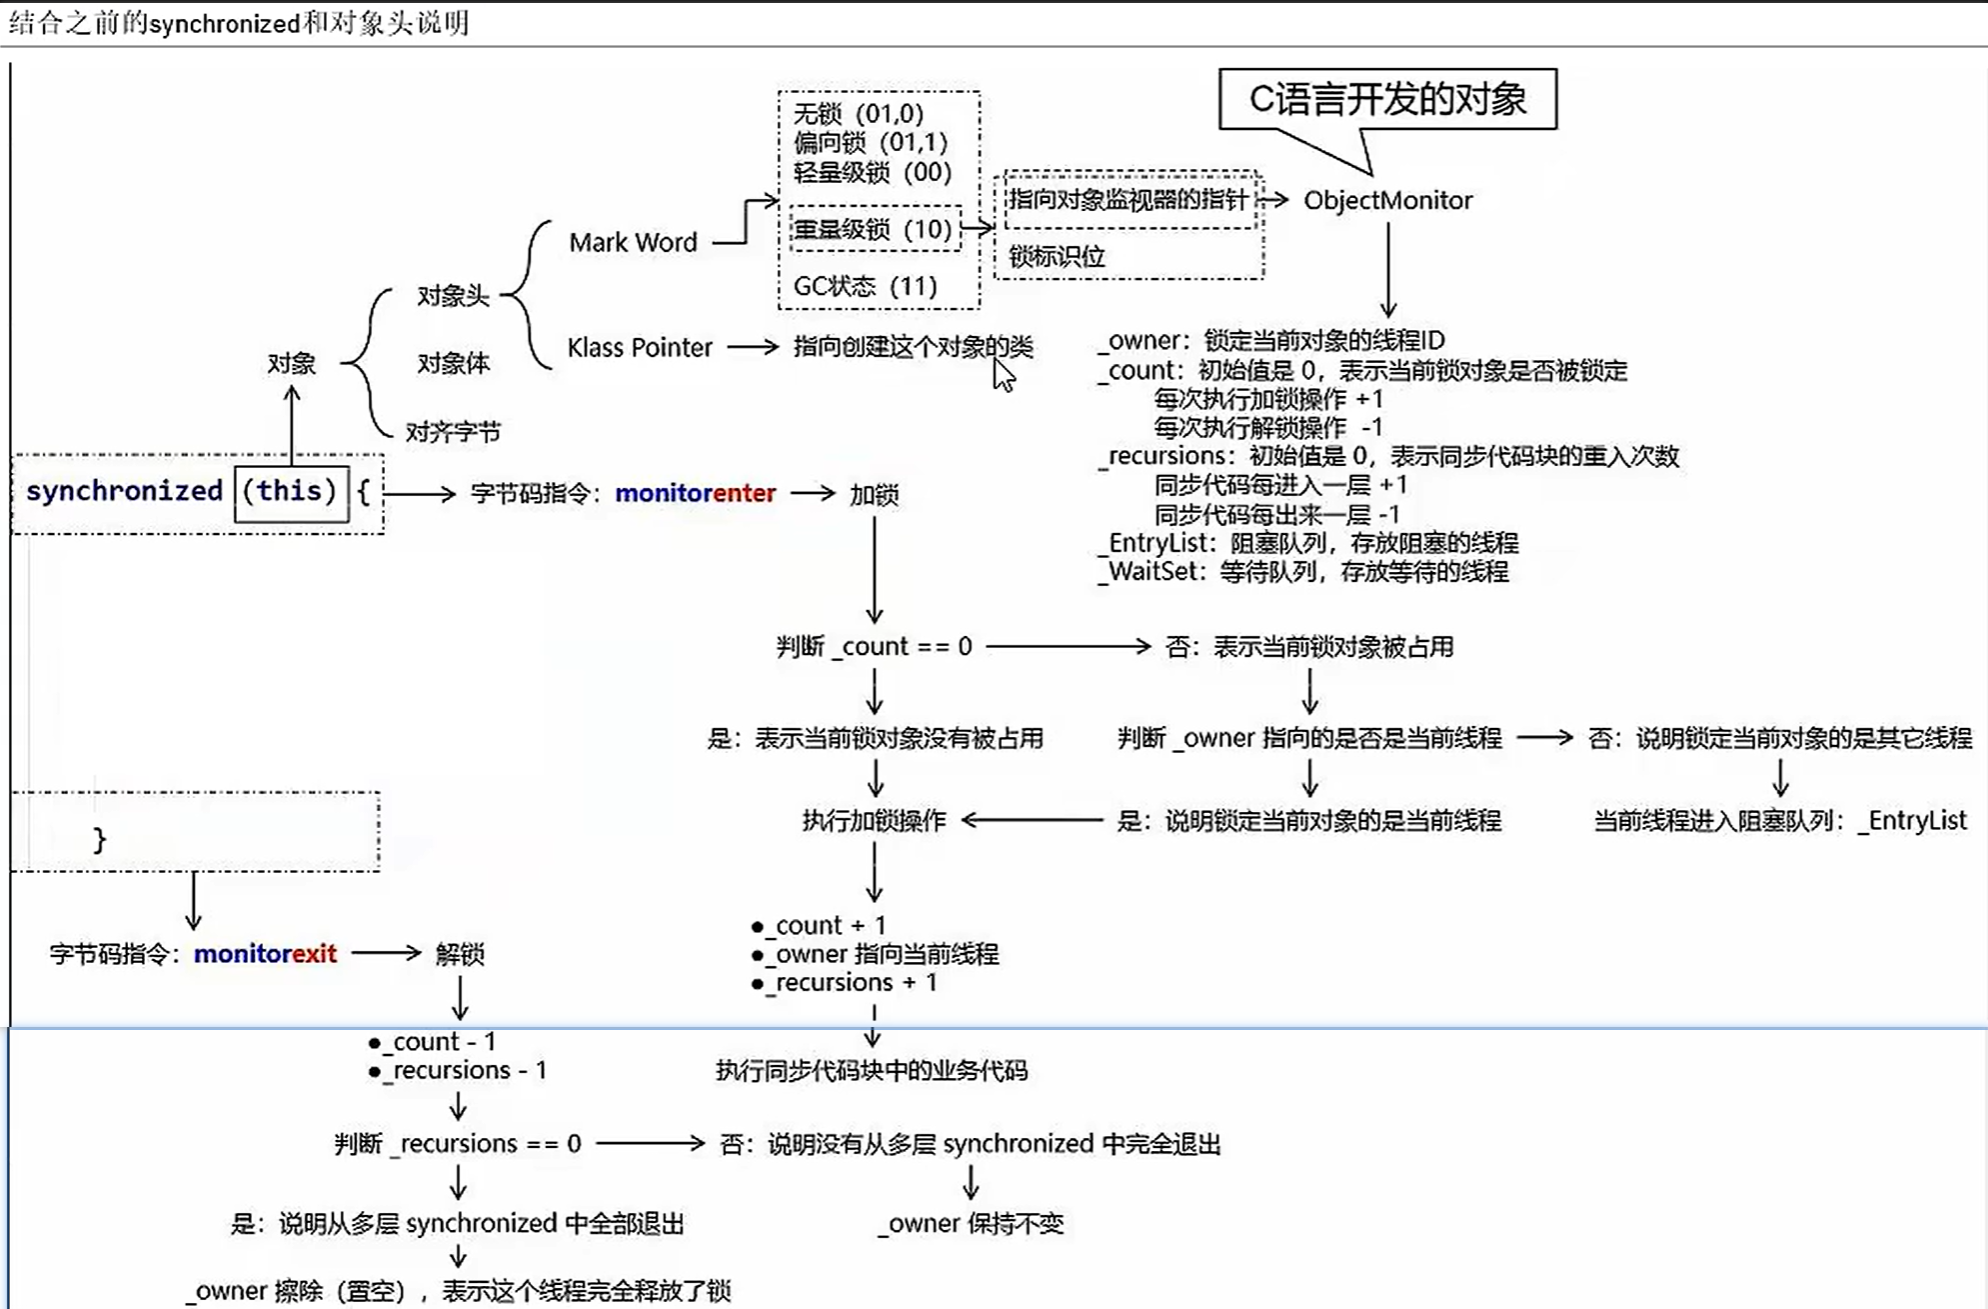 结合之前的synchronized和对象头说明
C语言开发的对象
无锁（01,0）
偏向锁（01,1）
轻量级锁（00）
重量级锁（10）
GC状态（11）
指向对象监视器的指针
锁标识位
ObjectMonitor
Mark Word
对象头
Klass Pointer
指向创建这个对象的类
对象
对象体
对齐字节
_owner：锁定当前对象的线程ID
_count：初始值是 0，表示当前锁对象是否被锁定
每次执行加锁操作 +1
每次执行解锁操作 -1
_recursions：初始值是 0，表示同步代码块的重入次数
同步代码每进入一层 +1
同步代码每出来一层 -1
_EntryList：阻塞队列，存放阻塞的线程
_WaitSet：等待队列，存放等待的线程
synchronized (this) {
字节码指令：monitorenter
加锁
判断 _count == 0
否：表示当前锁对象被占用
是：表示当前锁对象没有被占用
判断 _owner 指向的是否是当前线程
否：说明锁定当前对象的是其它线程
执行加锁操作
是：说明锁定当前对象的是当前线程
当前线程进入阻塞队列：_EntryList
}
●_count + 1
●_owner 指向当前线程
●_recursions + 1
字节码指令：monitorexit
解锁
●_count - 1
●_recursions - 1
执行同步代码块中的业务代码
判断 _recursions == 0
否：说明没有从多层 synchronized 中完全退出
是：说明从多层 synchronized 中全部退出
_owner 保持不变
_owner 擦除（置空），表示这个线程完全释放了锁